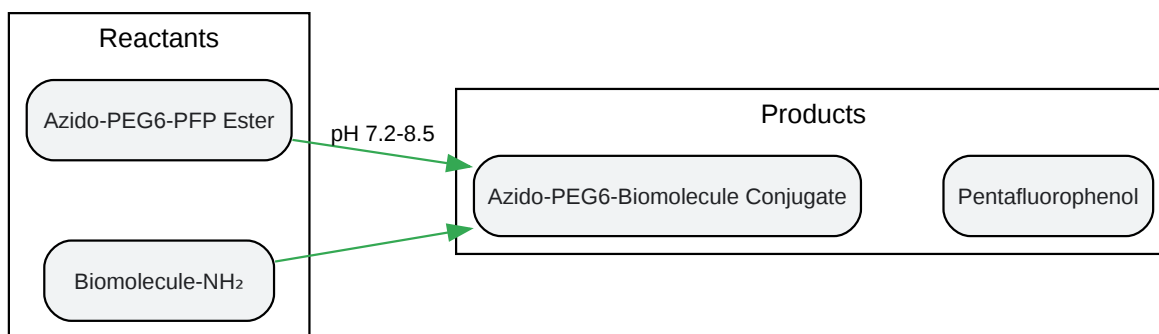 Reactants
Azido-PEG6-PFP Ester
Biomolecule-NH₂
pH 7.2-8.5
Products
Azido-PEG6-Biomolecule Conjugate
Pentafluorophenol